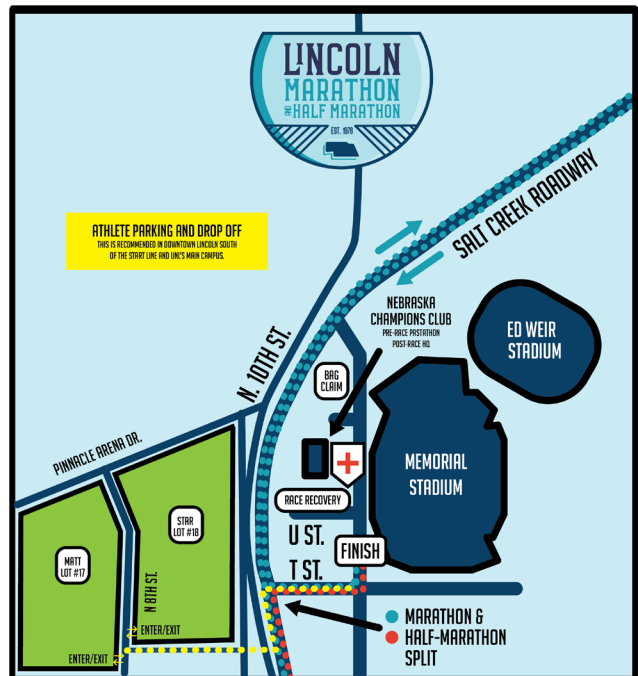 LINCOLN
MARATHON
AND HALF MARATHON
EST. 1978
ATHLETE PARKING AND DROP OFF
THIS IS RECOMMENDED IN DOWNTOWN LINCOLN SOUTH
OF THE START LINE AND UNL'S MAIN CAMPUS.
SALT CREEK ROADWAY
NEBRASKA
CHAMPIONS CLUB
PRE-RACE PASTATHON
POST-RACE HQ
ED WEIR
STADIUM
N. 10TH ST.
BAG
CLAIM
PINNACLE ARENA DR.
MEMORIAL
STADIUM
RACE RECOVERY
STAR
LOT #18
MATT
LOT #17
U ST.
FINISH
T ST.
N 8TH ST.
ENTER/EXIT
ENTER/EXIT
MARATHON &
HALF-MARATHON
SPLIT